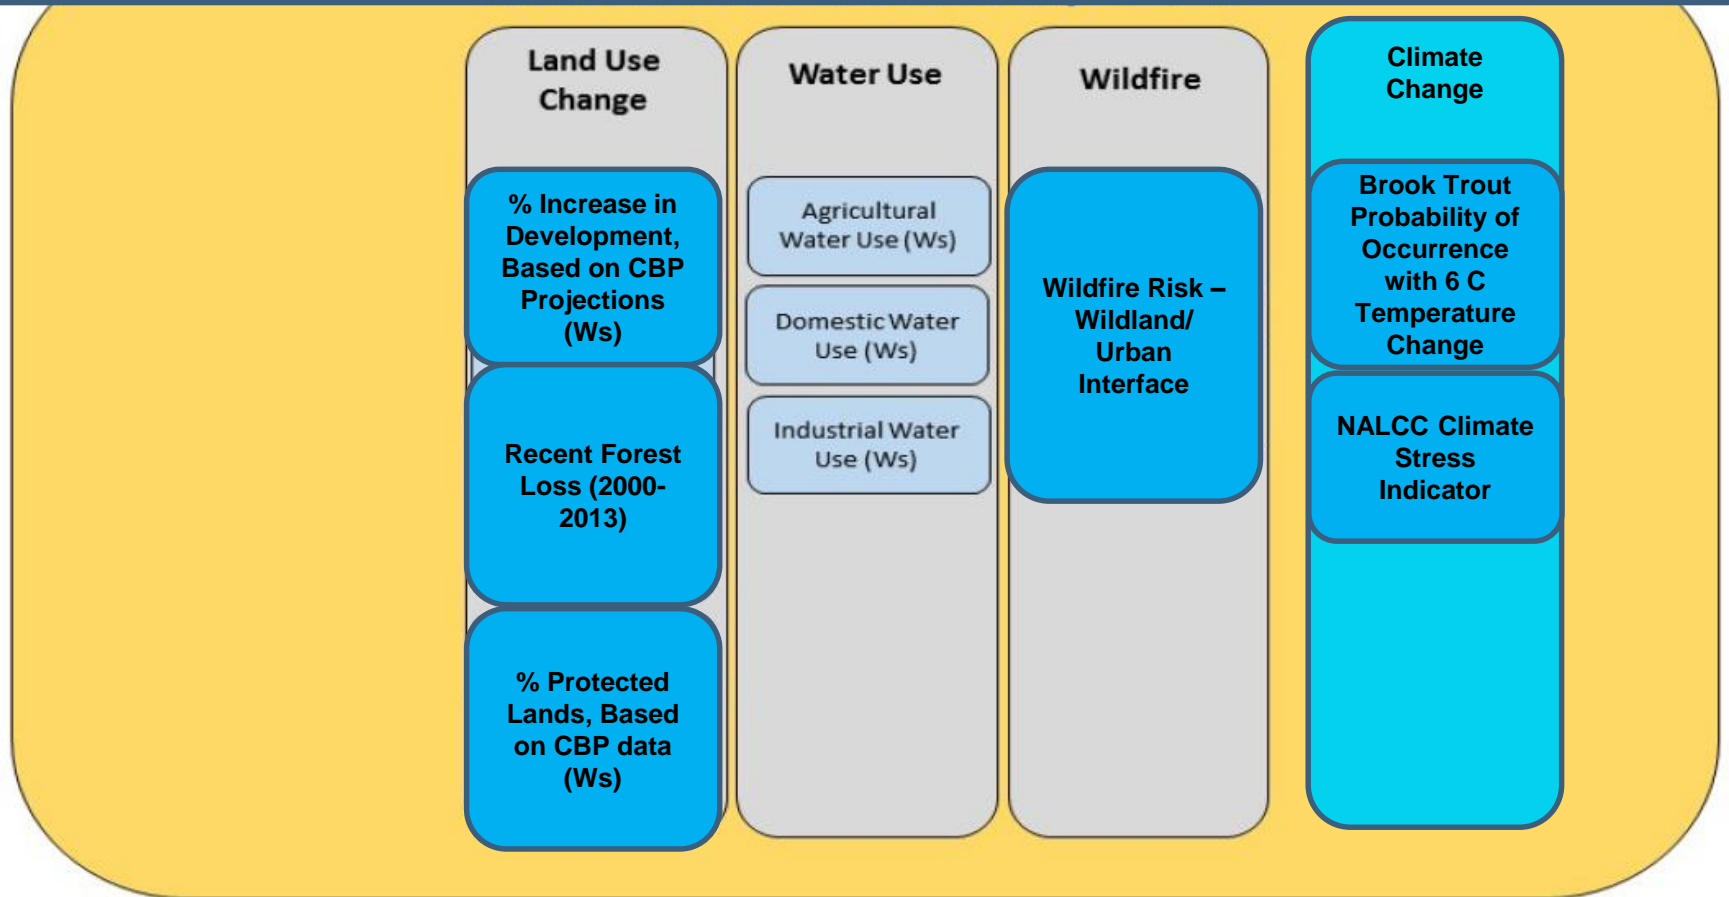 Land Use
Change
% Increase in
Development,
Based on CBP
Projections
(Ws)
Recent Forest
Loss (2000-
2013)
% Protected
Lands, Based
on CBP data
(Ws)
Water Use
Agricultural
Water Use (Ws)
Domestic Water
Use (Ws)
Industrial Water
Use (Ws)
Wildfire
Wildfire Risk –
Wildland/
Urban
Interface
Climate
Change
Brook Trout
Probability of
Occurrence
with 6 C
Temperature
Change
NALCC Climate
Stress
Indicator